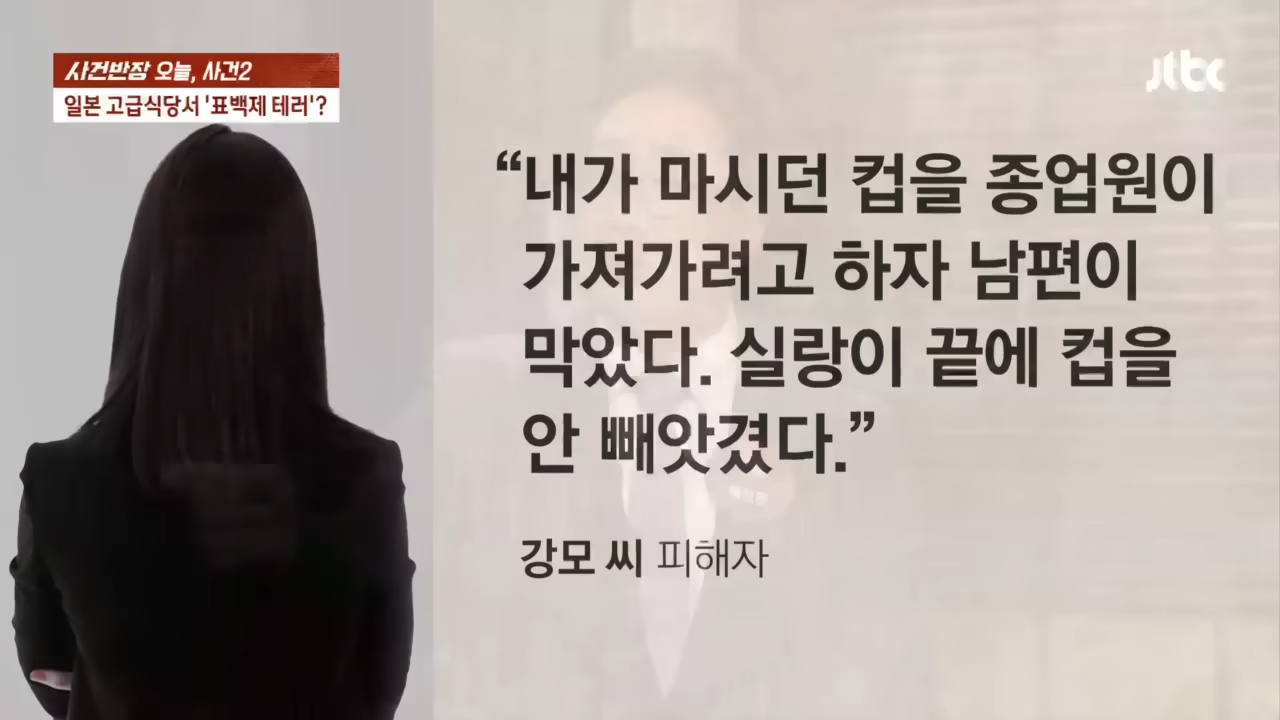 사건반장 오늘, 사건2
일본 고급식당서 '표백제 테러'?
jtbc
“내가 마시던 컵을 종업원이
가져가려고 하자 남편이
막았다. 실랑이 끝에 컵을
안 빼앗겼다.”
강모 씨 피해자